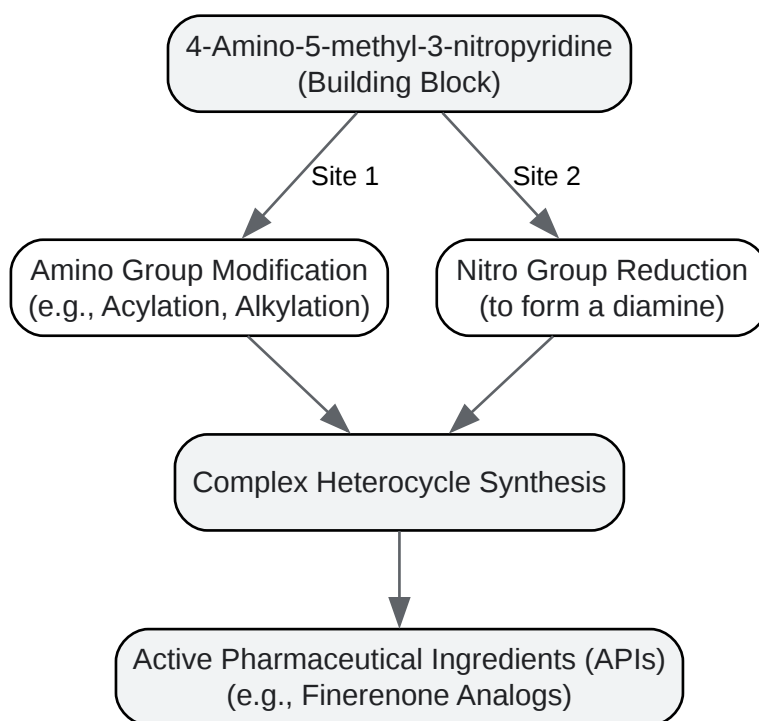 4-Amino-5-methyl-3-nitropyridine
(Building Block)
Site 1
Site 2
Amino Group Modification
(e.g., Acylation, Alkylation)
Nitro Group Reduction
(to form a diamine)
Complex Heterocycle Synthesis
Active Pharmaceutical Ingredients (APIs)
(e.g., Finerenone Analogs)